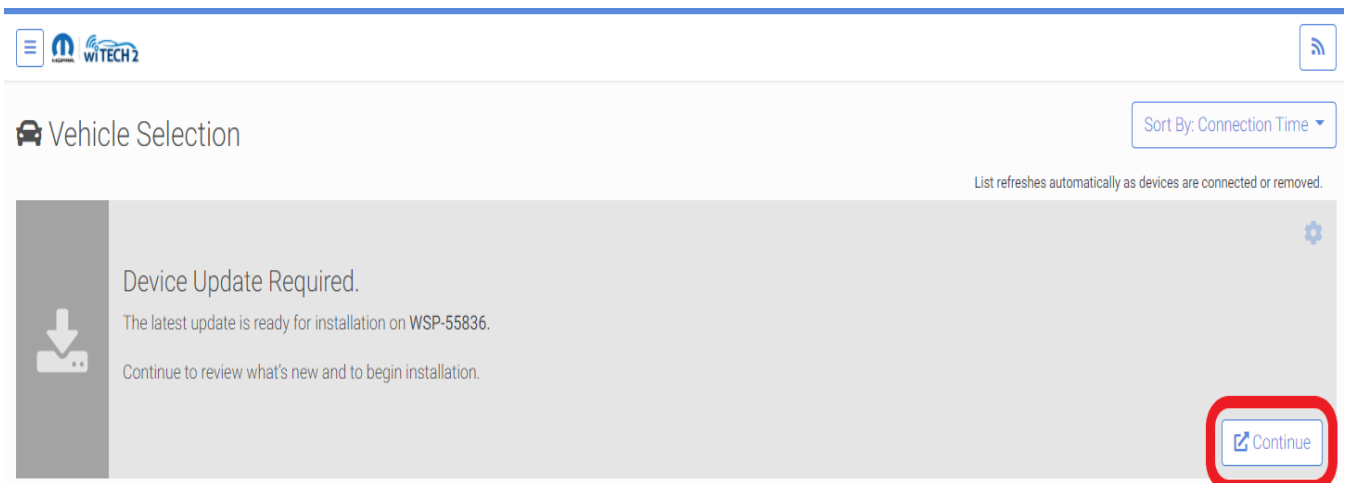 MOPAR wiTECH 2
Vehicle Selection
Sort By: Connection Time
List refreshes automatically as devices are connected or removed.
Device Update Required.
The latest update is ready for installation on WSP-55836.
Continue to review what's new and to begin installation.
Continue